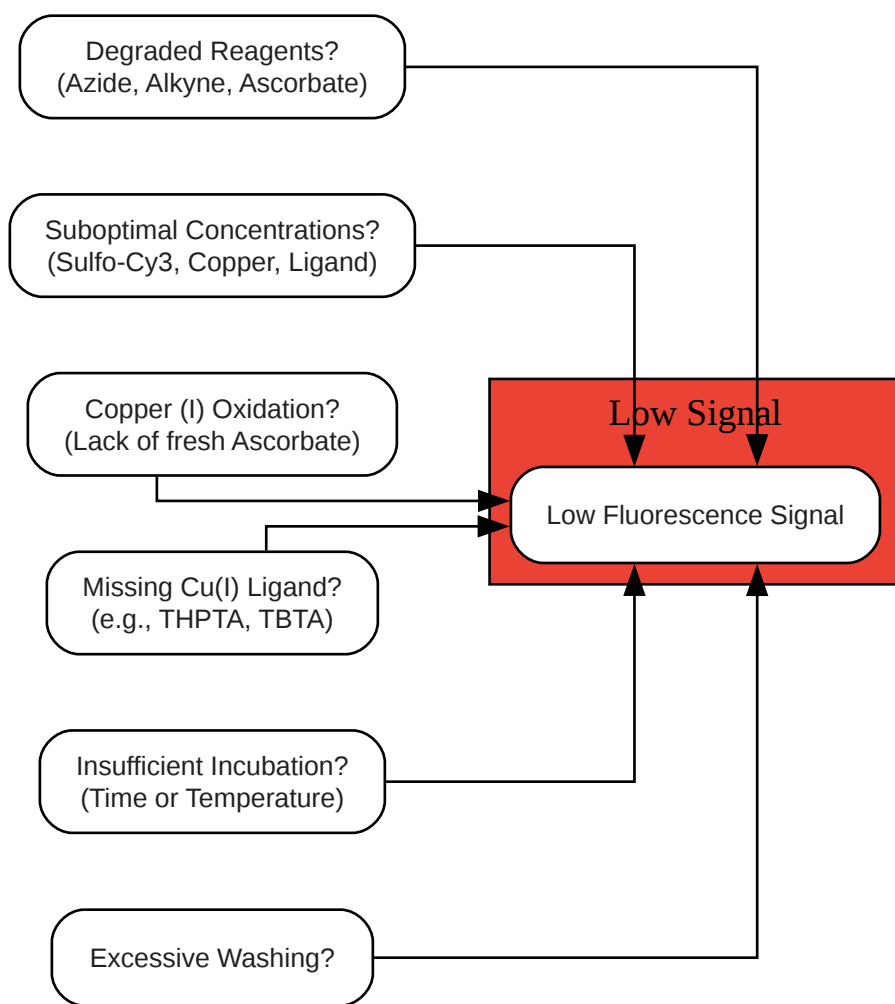 Degraded Reagents?
(Azide, Alkyne, Ascorbate)
Suboptimal Concentrations?
(Sulfo-Cy3, Copper, Ligand)
Copper (I) Oxidation?
(Lack of fresh Ascorbate)
Low Signal
Low Fluorescence Signal
Missing Cu(I) Ligand?
(e.g., THPTA, TBTA)
Insufficient Incubation?
(Time or Temperature)
Excessive Washing?